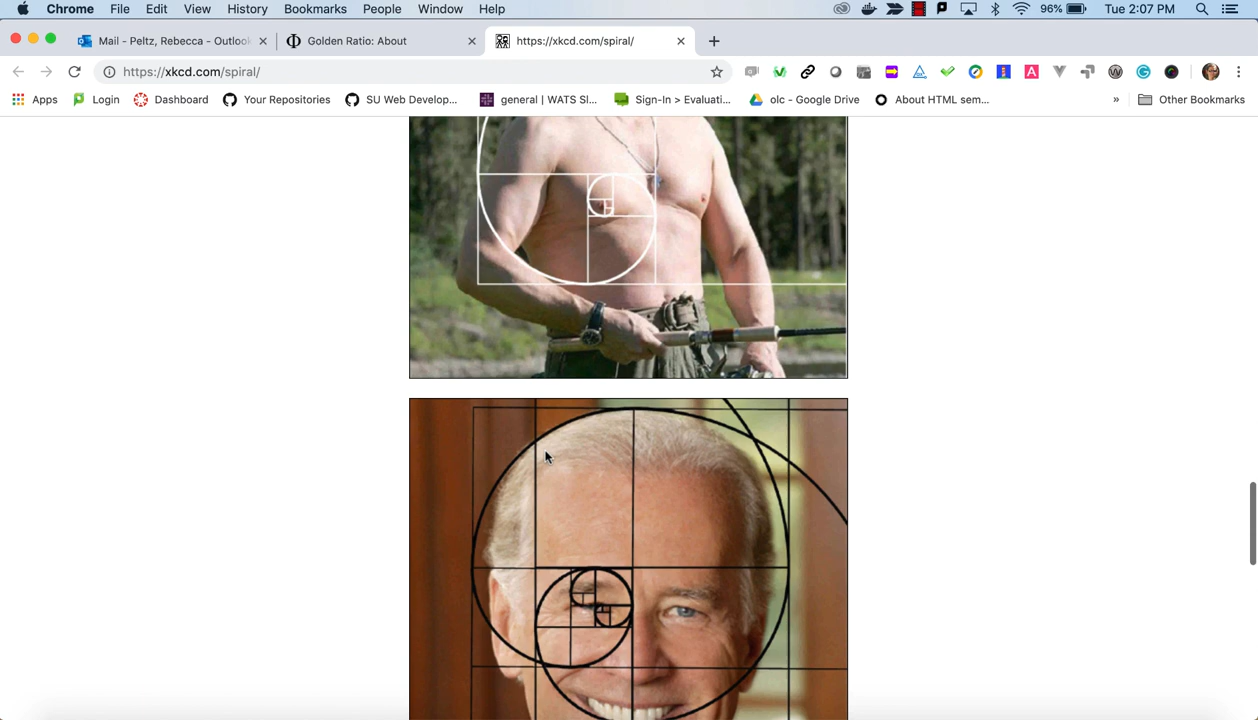 Chrome File Edit View History Bookmarks People Window Help 96% Tue 2:07 PM
Mail - Peltz, Rebecca - Outlook Golden Ratio: About https://xkcd.com/spiral/
https://xkcd.com/spiral/
Apps Login Dashboard Your Repositories SU Web Develop... general | WATS Sl... Sign-In > Evaluati... olc - Google Drive About HTML sem... » Other Bookmarks